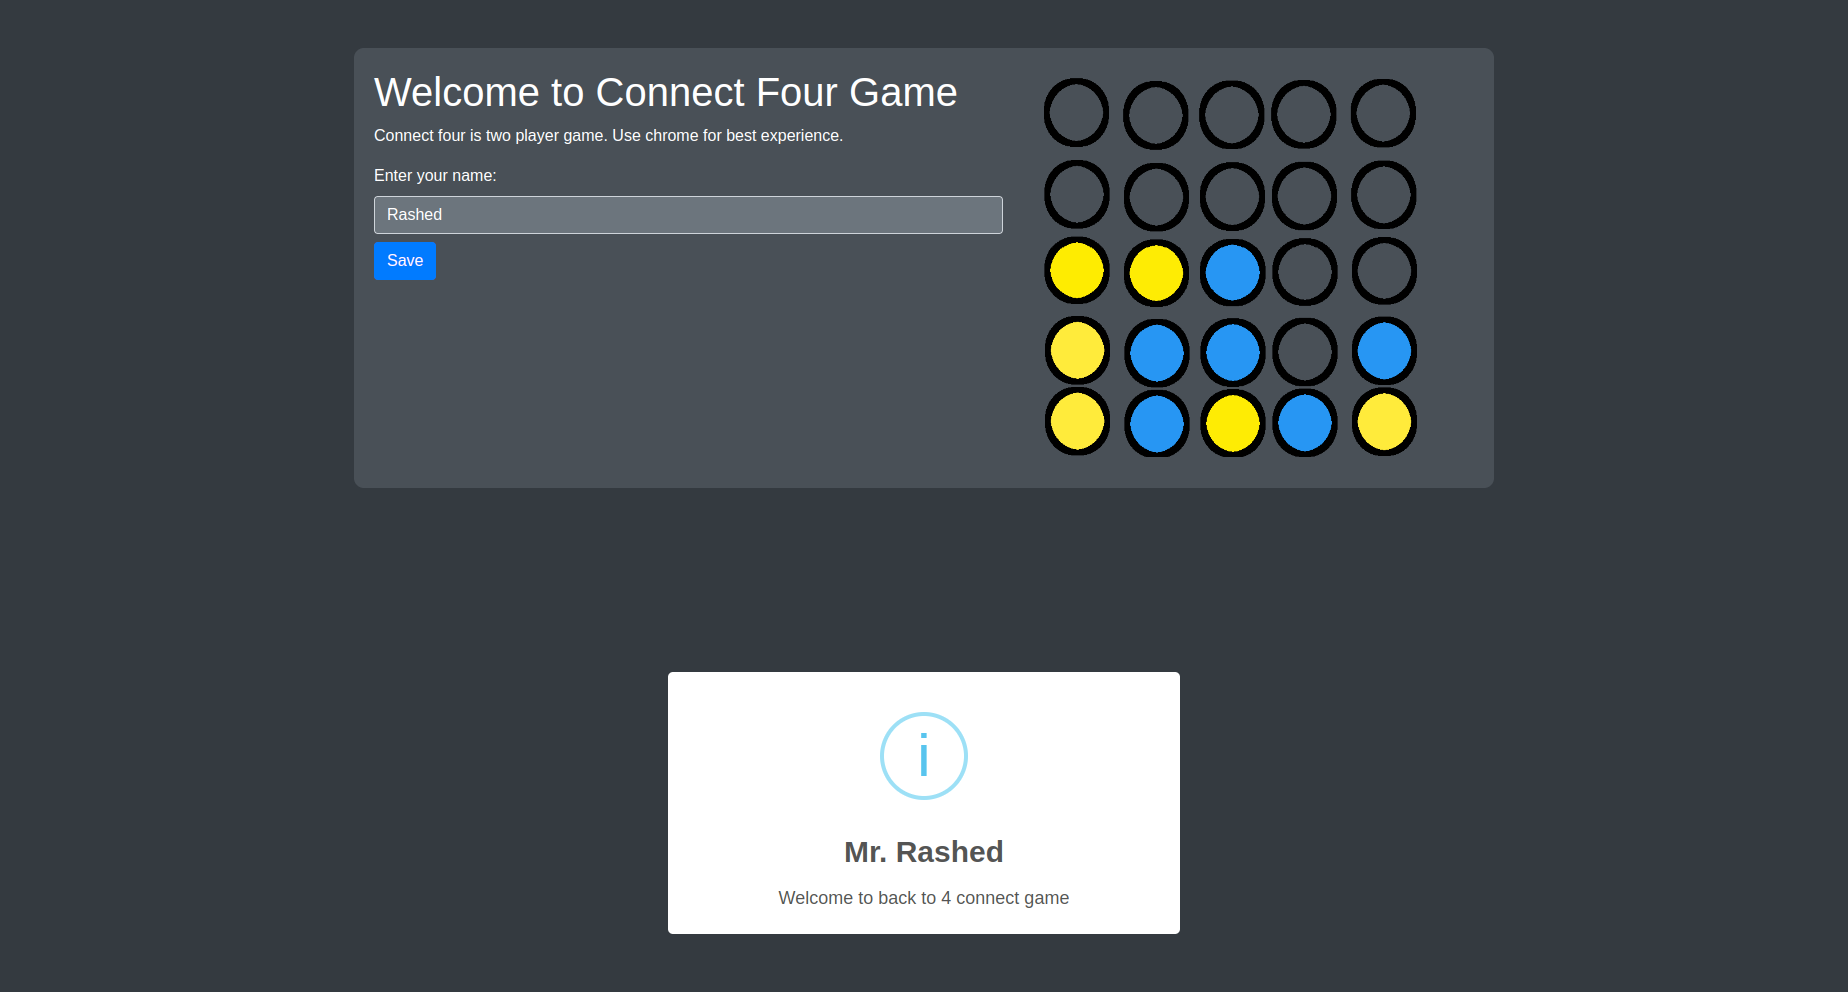 Welcome to Connect Four Game
Connect four is two player game. Use chrome for best experience.
Enter your name:
Rashed
Save
i
Mr. Rashed
Welcome to back to 4 connect game